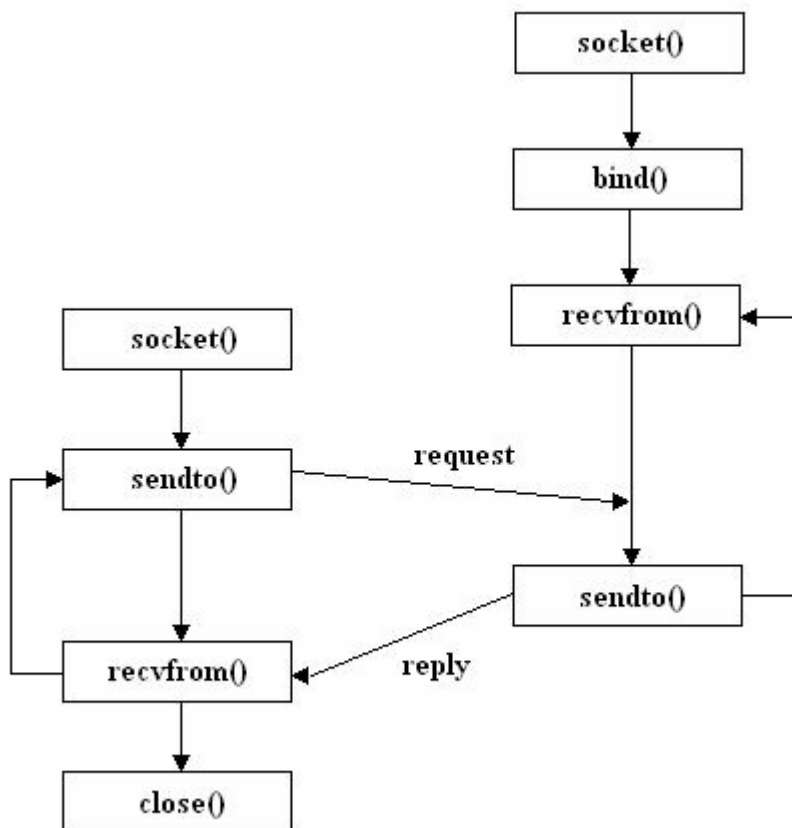 socket()
bind()
recvfrom()
socket()
sendto()
request
sendto()
reply
recvfrom()
close()